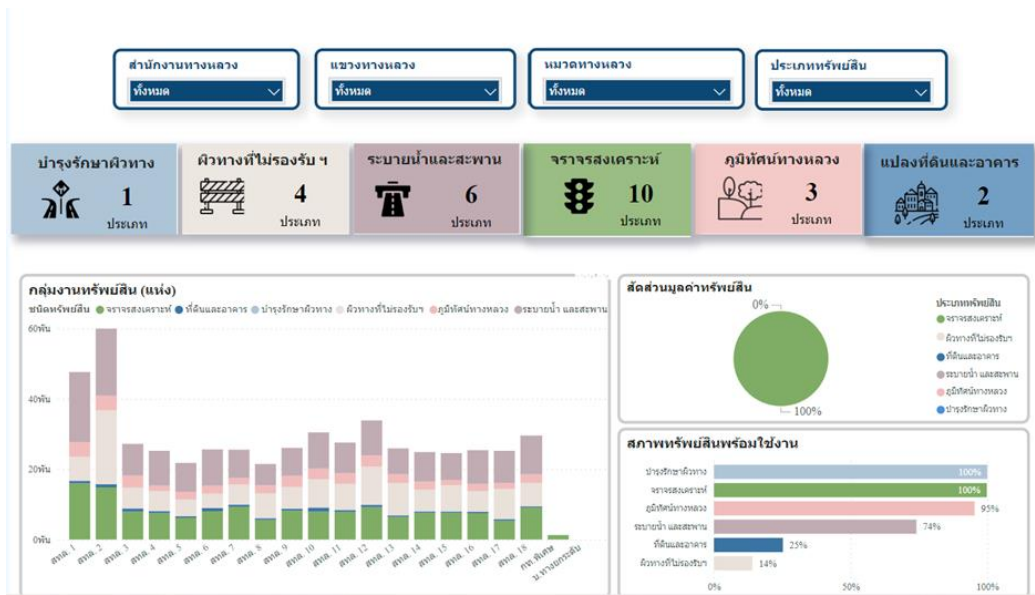 สำนักงานทางหลวง
ทั้งหมด
แขวงทางหลวง
ทั้งหมด
หมวดทางหลวง
ทั้งหมด
ประเภททรัพย์สิน
ทั้งหมด
บำรุงรักษาผิวทาง
1
ประเภท
ผิวทางที่ไม่รองรับ ฯ
4
ประเภท
ระบายน้ำและสะพาน
6
ประเภท
จราจรสงเคราะห์
10
ประเภท
ภูมิทัศน์ทางหลวง
3
ประเภท
แปลงที่ดินและอาคาร
2
ประเภท
กลุ่มงานทรัพย์สิน (แห่ง)
ชนิดทรัพย์สิน จราจรสงเคราะห์ ที่ดินและอาคาร บำรุงรักษาผิวทาง ผิวทางที่ไม่รองรับฯ ภูมิทัศน์ทางหลวง ระบายน้ำ และสะพาน
60พัน
40พัน
20พัน
0พัน
สทล. 1
สทล. 2
สทล. 3
สทล. 4
สทล. 5
สทล. 6
สทล. 7
สทล. 8
สทล. 9
สทล. 10
สทล. 11
สทล. 12
สทล. 13
สทล. 14
สทล. 15
สทล. 16
สทล. 17
สทล. 18
กท.พิเศษ
บ.ทางยกระดับ
สัดส่วนมูลค่าทรัพย์สิน
0%
100%
ประเภททรัพย์สิน
จราจรสงเคราะห์
ผิวทางที่ไม่รองรับฯ
ที่ดินและอาคาร
ระบายน้ำ และสะพาน
ภูมิทัศน์ทางหลวง
บำรุงรักษาผิวทาง
สภาพทรัพย์สินพร้อมใช้งาน
บำรุงรักษาผิวทาง 100%
จราจรสงเคราะห์ 100%
ภูมิทัศน์ทางหลวง 95%
ระบายน้ำ และสะพาน 74%
ที่ดินและอาคาร 25%
ผิวทางที่ไม่รองรับฯ 14%
0% 50% 100%